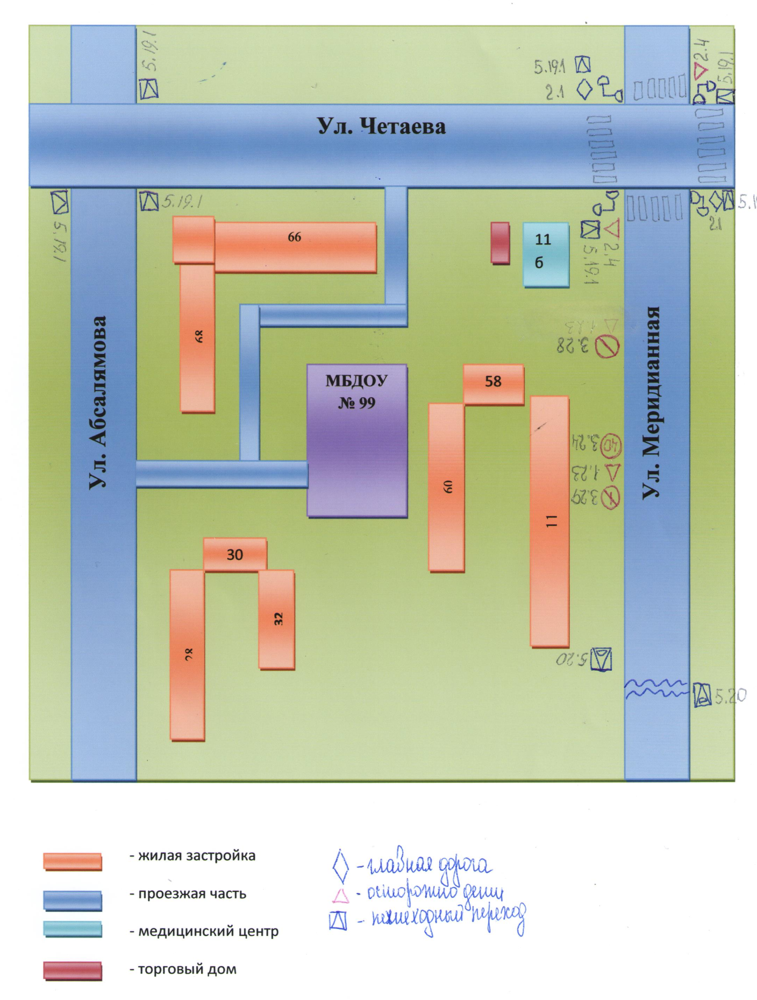 5.19.1
5.19.1
2.1
2.4
5.19.1
Ул. Четаева
5.19.1
5.19.1
5.1
2.1
66
11
б
2.4
5.19.1
68
1.23
3.28
Ул. Абсалямова
Ул. Меридианная
МБДОУ
№ 99
58
60
11
40
3.24
1.23
3.29
30
32
28
5.20
5.20
- жилая застройка
- проезжая часть
- медицинский центр
- торговый дом
- главная дорога
- осторожно дети
- пешеходный переход